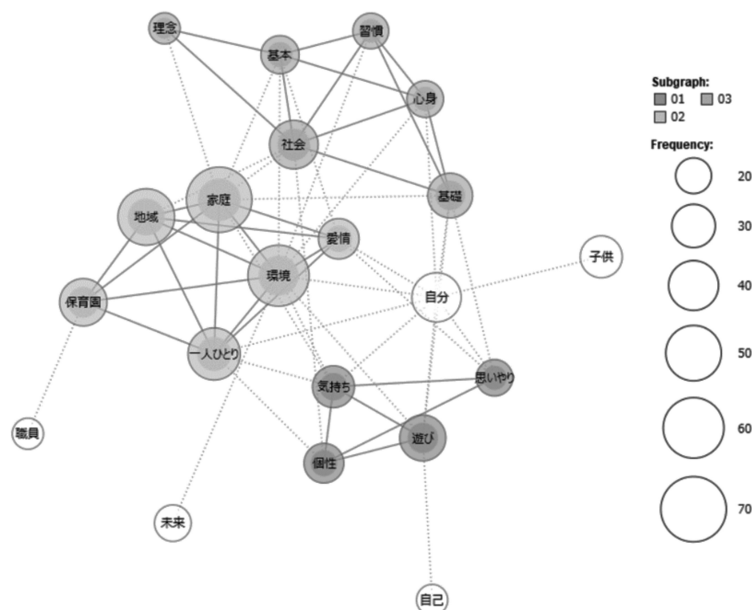 理念
習慣
基本
心身
社会
家庭
地域
基礎
愛情
子供
環境
自分
保育園
一人ひとり
気持ち
思いやり
職員
遊び
個性
未来
自己
Subgraph:
01 03
02
Frequency:
20
30
40
50
60
70